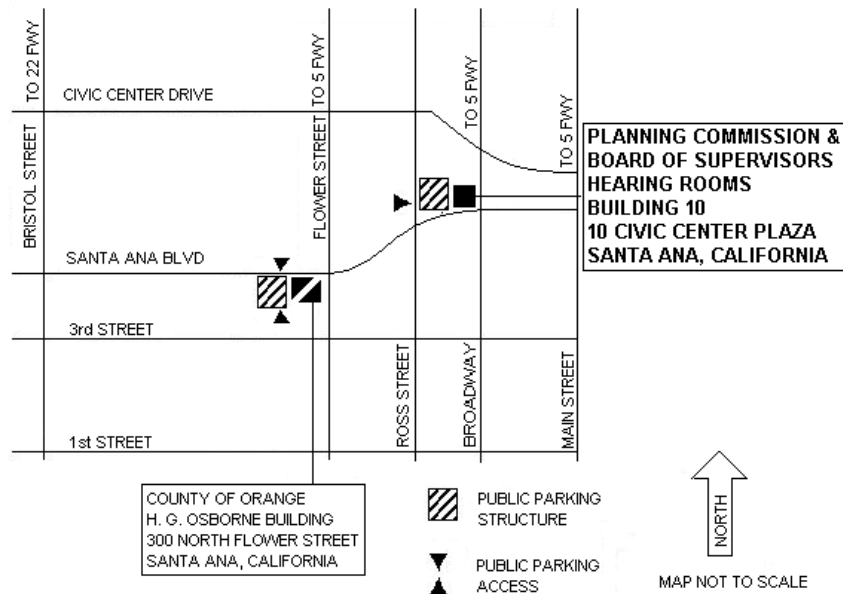 TO 22 FWY
TO 5 FWY
TO 5 FWY
TO 5 FWY
CIVIC CENTER DRIVE
BRISTOL STREET
FLOWER STREET
PLANNING COMMISSION &
BOARD OF SUPERVISORS
HEARING ROOMS
BUILDING 10
10 CIVIC CENTER PLAZA
SANTA ANA, CALIFORNIA
SANTA ANA BLVD
3rd STREET
ROSS STREET
BROADWAY
MAIN STREET
1st STREET
COUNTY OF ORANGE
H. G. OSBORNE BUILDING
300 NORTH FLOWER STREET
SANTA ANA, CALIFORNIA
PUBLIC PARKING
STRUCTURE
PUBLIC PARKING
ACCESS
NORTH
MAP NOT TO SCALE